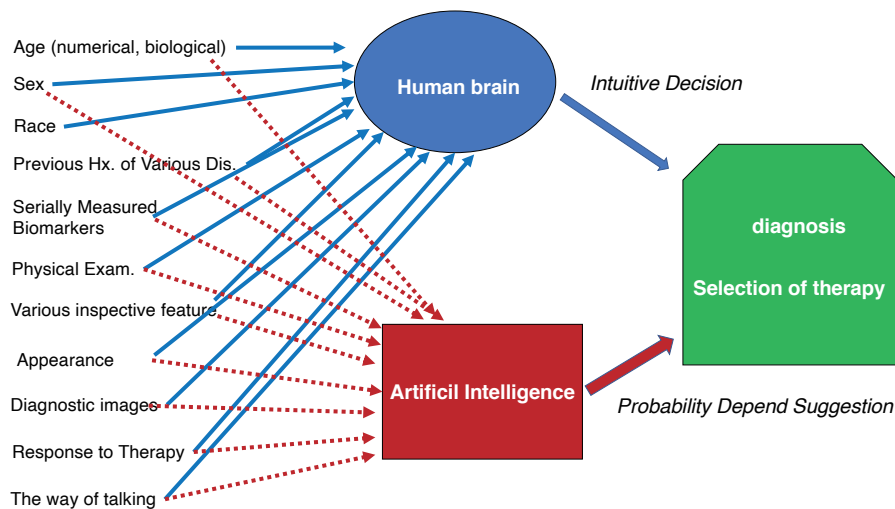 Age (numerical, biological)
Sex
Race
Previous Hx. of Various Dis.
Serially Measured
Biomarkers
Physical Exam.
Various inspective feature
Appearance
Diagnostic images
Response to Therapy
The way of talking
Human brain
Artificil Intelligence
Intuitive Decision
Probability Depend Suggestion
diagnosis
Selection of therapy